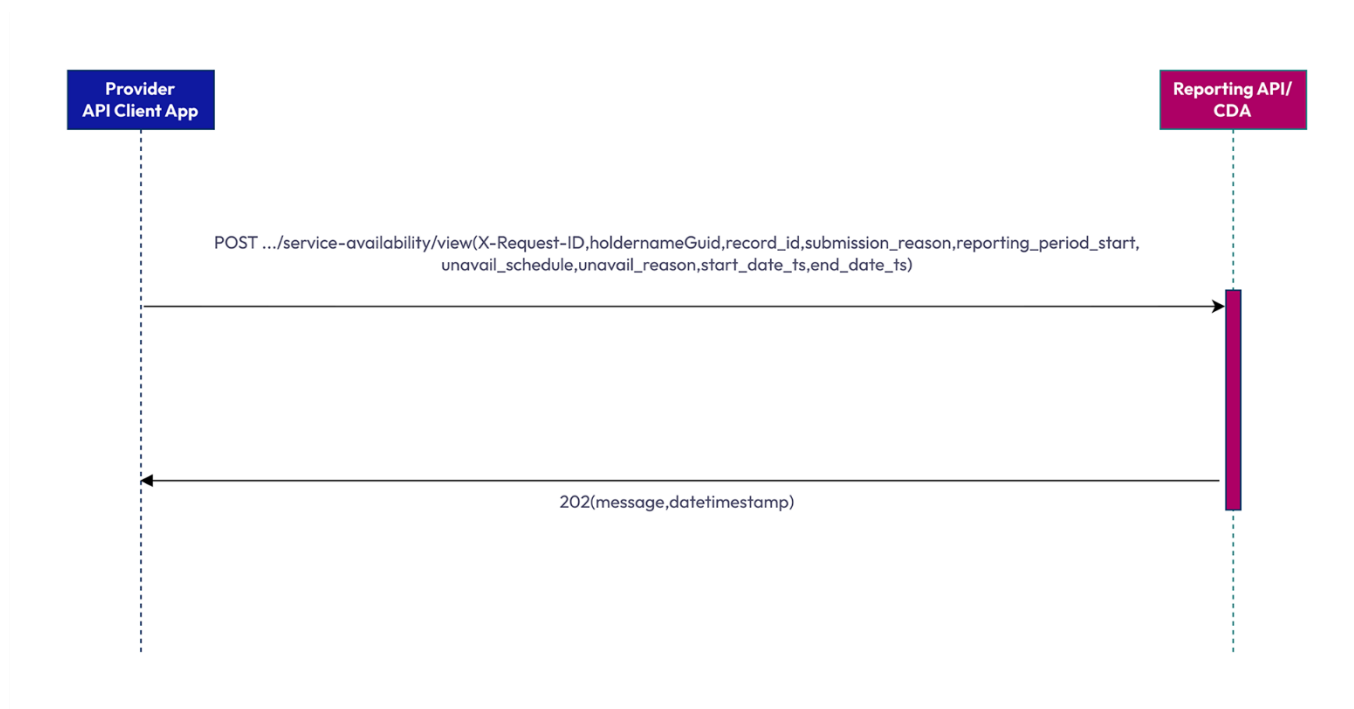 Provider
API Client App
Reporting API/
CDA
POST .../service-availability/view(X-Request-ID,holdernameGuid,record_id,submission_reason,reporting_period_start,
unavail_schedule,unavail_reason,start_date_ts,end_date_ts)
202(message,datetimestamp)